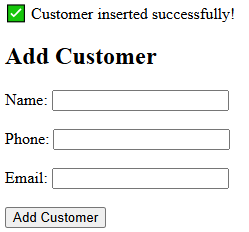 ✅ Customer inserted successfully!
Add Customer
Name:
Phone:
Email:
Add Customer